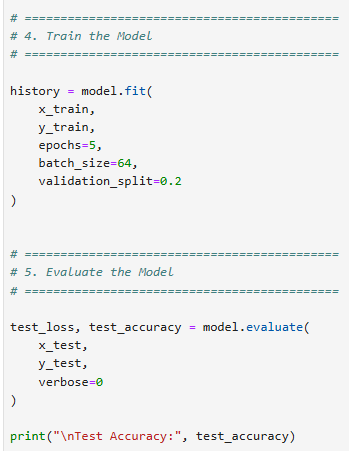 # ============================================
# 4. Train the Model
# ============================================
history = model.fit(
    x_train,
    y_train,
    epochs=5,
    batch_size=64,
    validation_split=0.2
)
# ============================================
# 5. Evaluate the Model
# ============================================
test_loss, test_accuracy = model.evaluate(
    x_test,
    y_test,
    verbose=0
)
print("\nTest Accuracy:", test_accuracy)